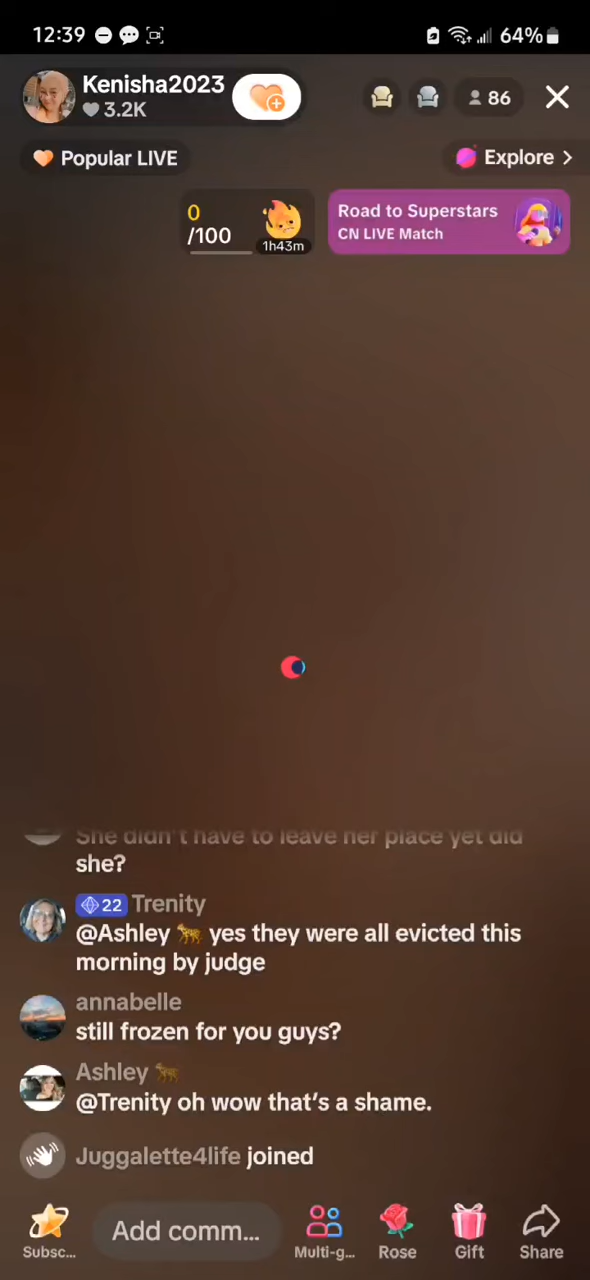 12:39
64%
Kenisha2023
3.2K
86
Popular LIVE
Explore >
0
/100
1h43m
Road to Superstars
CN LIVE Match
She didn't have to leave her place yet did
she?
22 Trenity
@Ashley 🐆 yes they were all evicted this
morning by judge
annabelle
still frozen for you guys?
Ashley 🐆
@Trenity oh wow that's a shame.
Juggalette4life joined
Add comm...
Subsc...
Multi-g...
Rose
Gift
Share